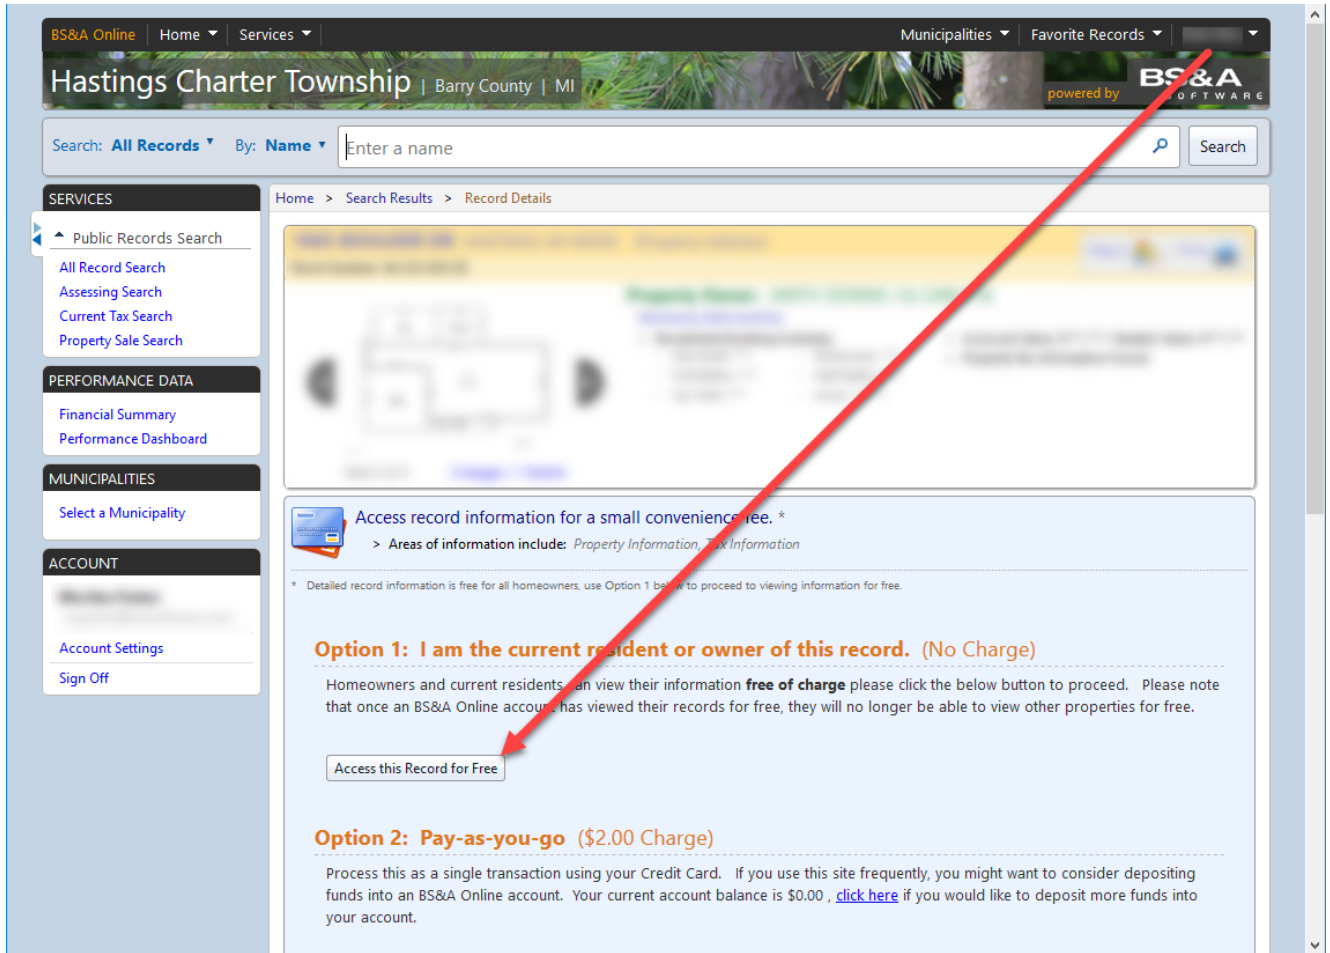 BS&A Online | Home Services Municipalities Favorite Records
Hastings Charter Township | Barry County | MI
powered by BS&A SOFTWARE
Search: All Records By: Name Enter a name Search
SERVICES
Public Records Search
All Record Search
Assessing Search
Current Tax Search
Property Sale Search
PERFORMANCE DATA
Financial Summary
Performance Dashboard
MUNICIPALITIES
Select a Municipality
ACCOUNT
Account Settings
Sign Off
Home > Search Results > Record Details
Access record information for a small convenience fee. *
> Areas of information include: Property Information, Tax Information
* Detailed record information is free for all homeowners, use Option 1 below to proceed to viewing information for free.
Option 1: I am the current resident or owner of this record. (No Charge)
Homeowners and current residents can view their information free of charge please click the below button to proceed. Please note
that once an BS&A Online account has viewed their records for free, they will no longer be able to view other properties for free.
Access this Record for Free
Option 2: Pay-as-you-go ($2.00 Charge)
Process this as a single transaction using your Credit Card. If you use this site frequently, you might want to consider depositing
funds into an BS&A Online account. Your current account balance is $0.00 , click here if you would like to deposit more funds into
your account.